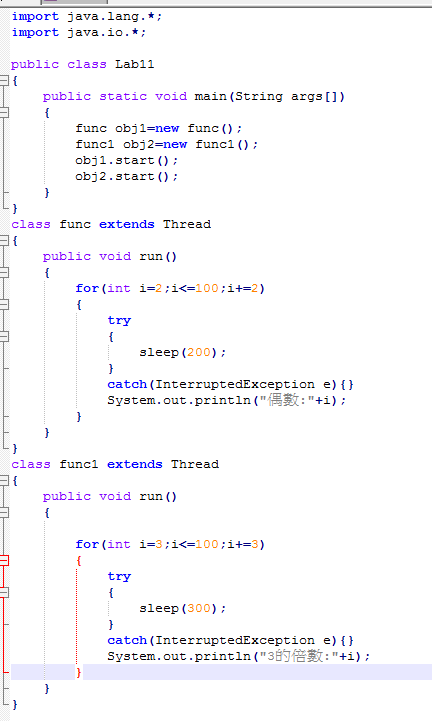 import java.lang.*;
import java.io.*;
public class Lab11
{
    public static void main(String args[])
    {
        func obj1=new func();
        func1 obj2=new func1();
        obj1.start();
        obj2.start();
    }
}
class func extends Thread
{
    public void run()
    {
        for(int i=2;i<=100;i+=2)
        {
            try
            {
                sleep(200);
            }
            catch(InterruptedException e){}
            System.out.println("偶數:"+i);
        }
    }
}
class func1 extends Thread
{
    public void run()
    {
        for(int i=3;i<=100;i+=3)
        {
            try
            {
                sleep(300);
            }
            catch(InterruptedException e){}
            System.out.println("3的倍數:"+i);
        }
    }
}